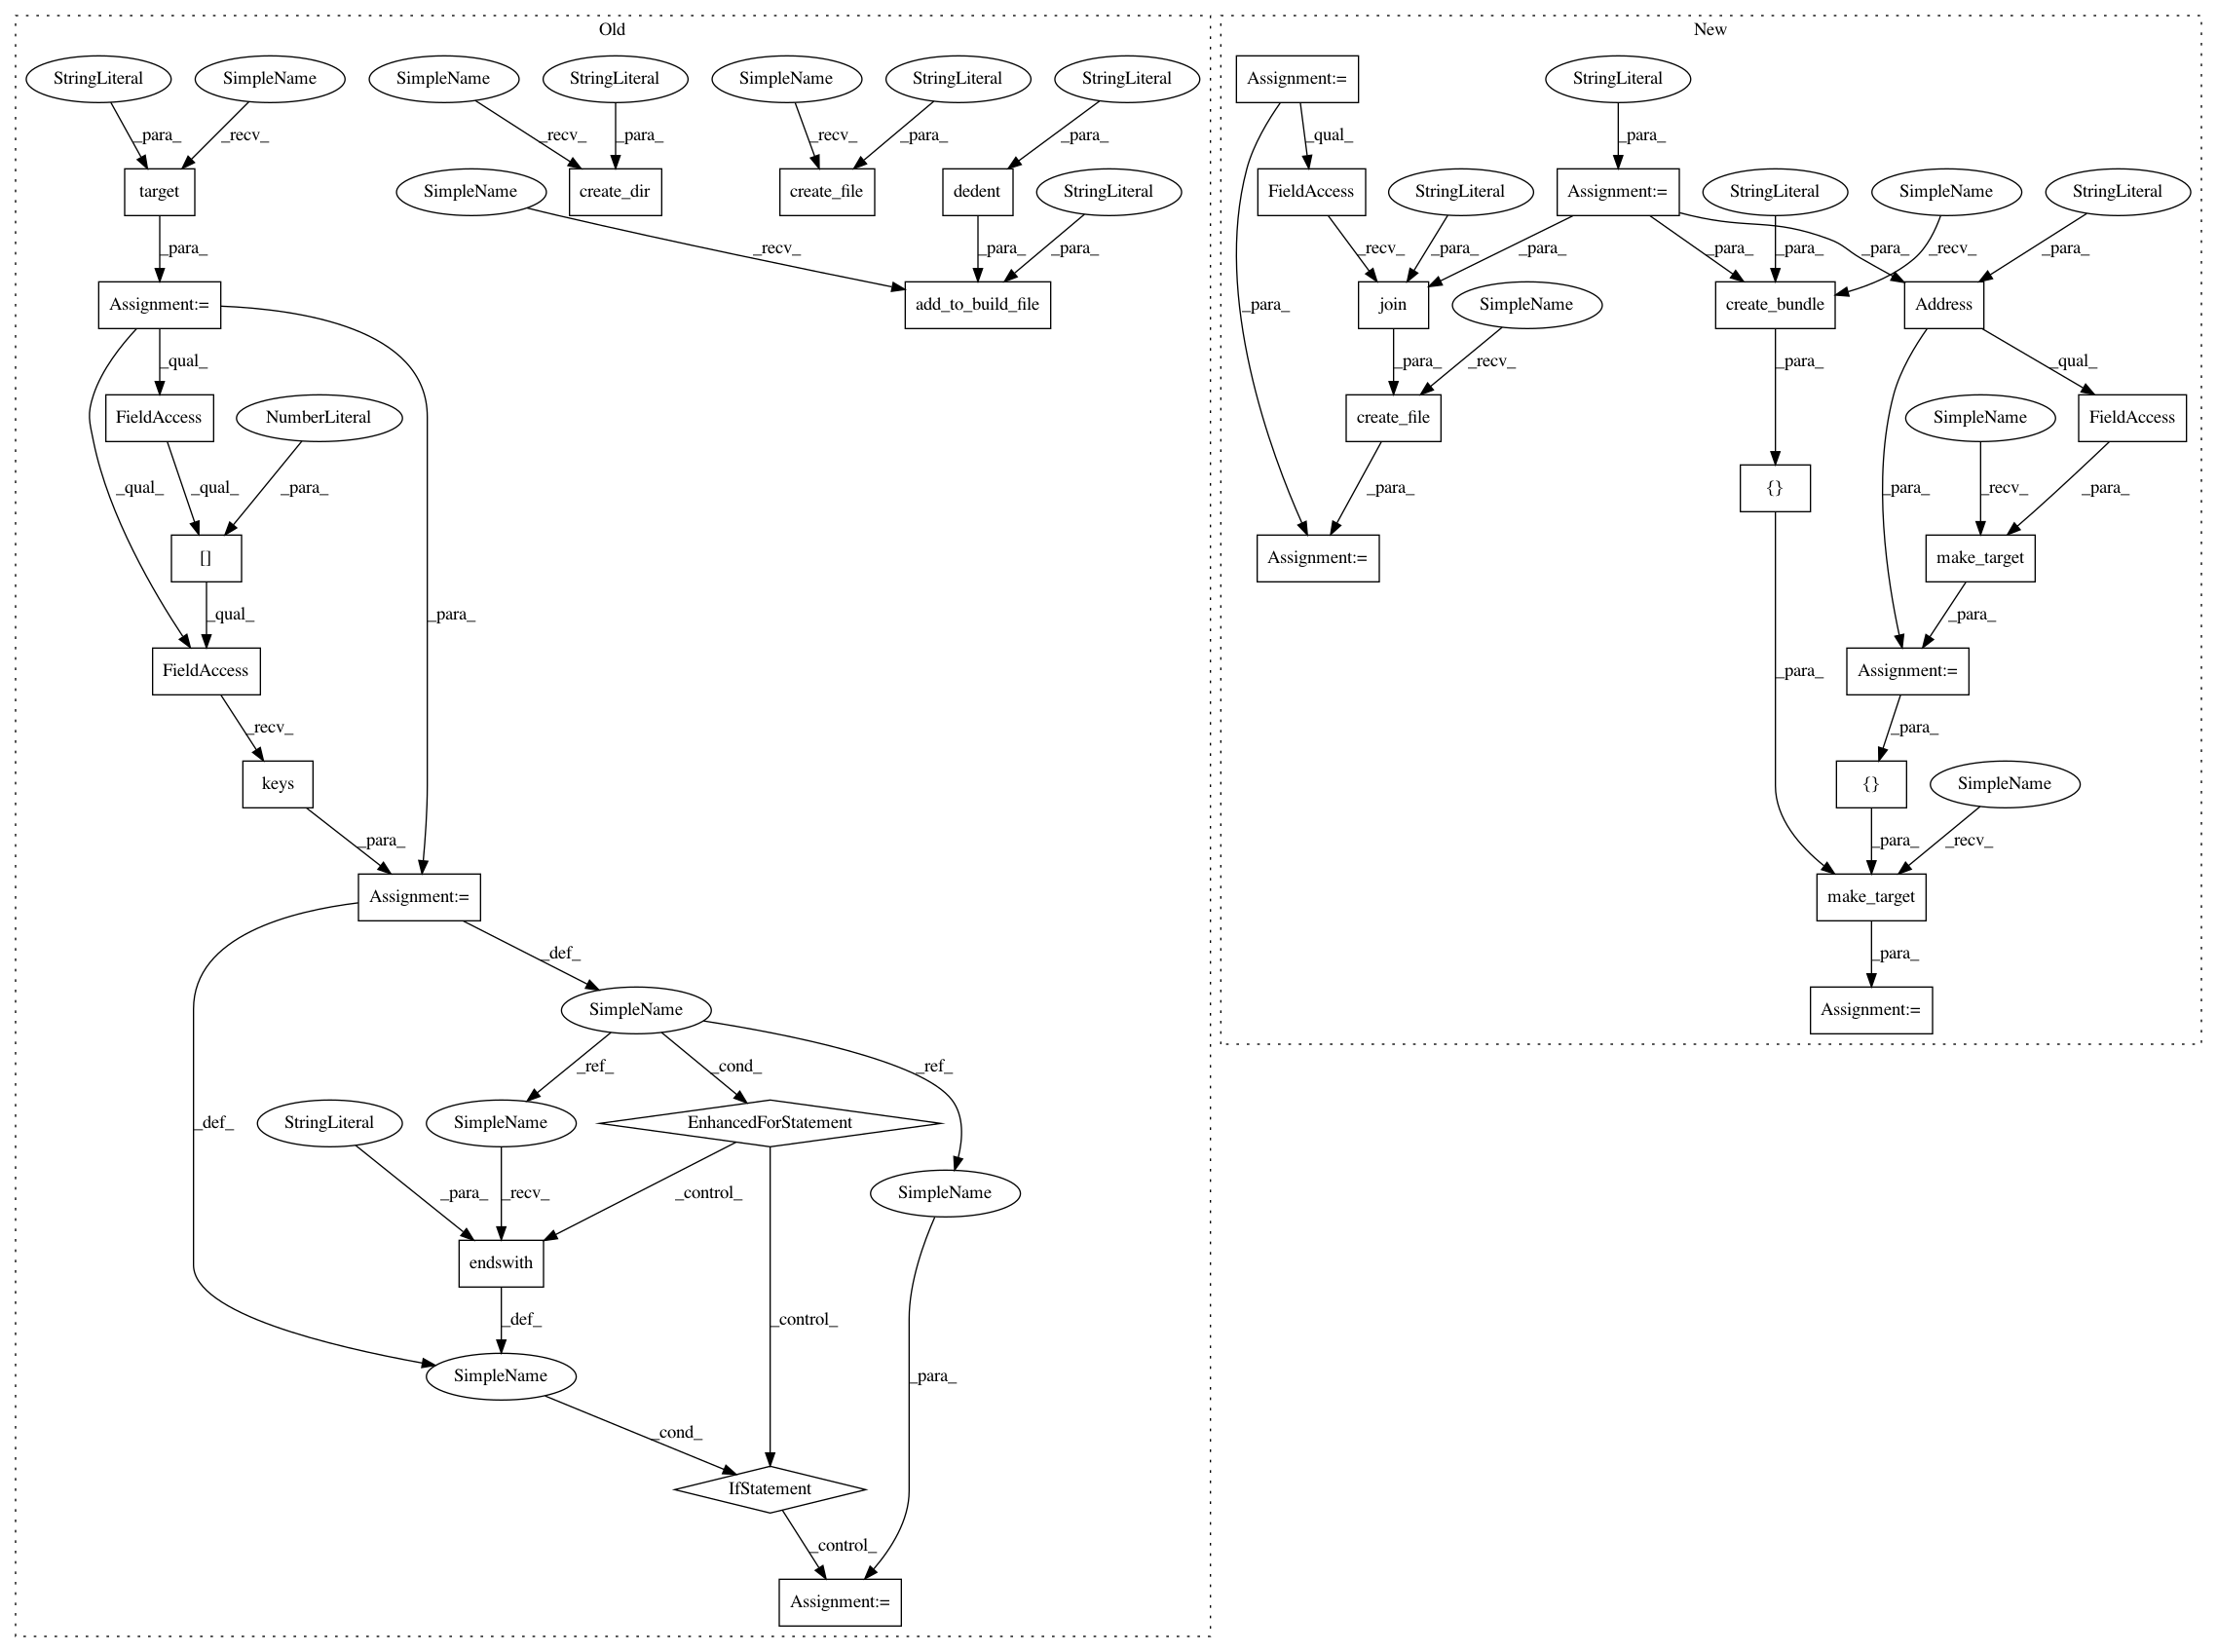 Old
New
StringLiteral
SimpleName
SimpleName
StringLiteral
SimpleName
StringLiteral
StringLiteral
Assignment:=
StringLiteral
_para_
_recv_
_recv_
_para_
_recv_
_para_
_para_
_qual_
_para_
target
SimpleName
create_dir
create_file
dedent
StringLiteral
FieldAccess
StringLiteral
Assignment:=
StringLiteral
SimpleName
StringLiteral
_para_
_recv_
_para_
_para_
_recv_
_para_
_para_
_para_
_para_
_para_
_recv_
_para_
Assignment:=
add_to_build_file
_para_
join
SimpleName
create_bundle
Address
_qual_
_para_
_recv_
_para_
_qual_
FieldAccess
NumberLiteral
create_file
SimpleName
FieldAccess
_qual_
_qual_
_para_
_para_
{}
_para_
_recv_
_para_
[]
Assignment:=
make_target
_qual_
_para_
_para_
FieldAccess
_para_
Assignment:=
_recv_
_para_
keys
{}
SimpleName
_para_
_para_
_recv_
Assignment:=
make_target
_def_
_para_
SimpleName
Assignment:=
_ref_
_cond_
_ref_
_def_
StringLiteral
SimpleName
EnhancedForStatement
_para_
_recv_
_control_
SimpleName
endswith
_def_
_control_
SimpleName
_para_
_cond_
IfStatement
_control_
Assignment:=